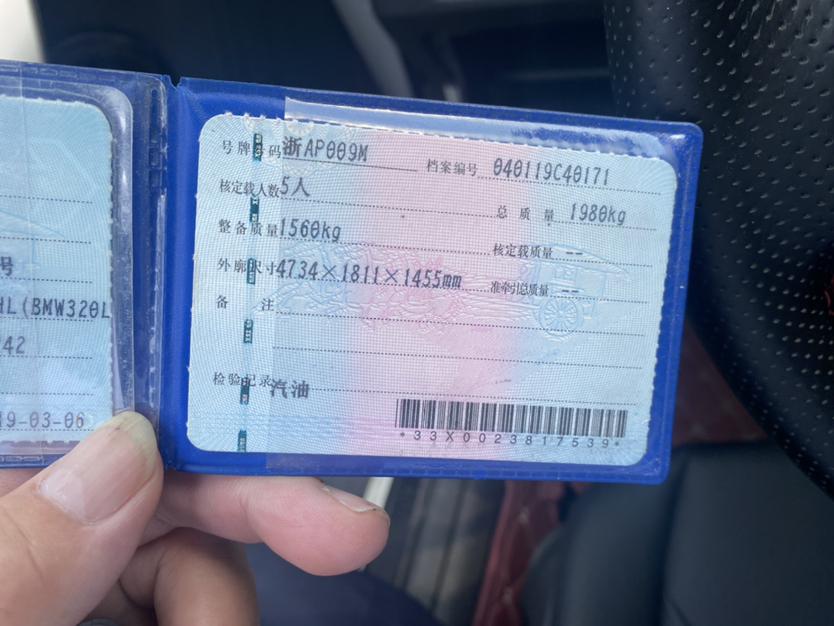 号
HL(BMW320L
42
19-03-06
号牌号码 浙AP009M 档案编号 040119C40171
核定载人数 5人 总质量 1980kg
整备质量 1560kg 核定载质量 --
外廓尺寸 4734×1811×1455mm 准牵引总质量 --
备注
检验记录 汽油
*33X0023817539*